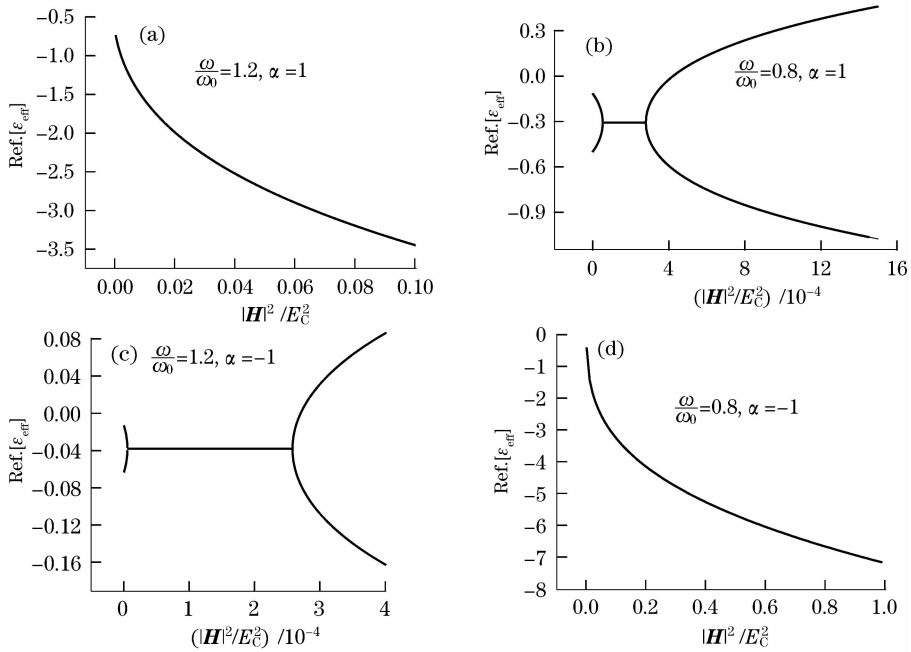 (a)
ω/ω0=1.2, α=1
Ref.[εeff]
−0.5
−1.0
−1.5
−2.0
−2.5
−3.0
−3.5
0.00 0.02 0.04 0.06 0.08 0.10
|H|² /E²C
(b)
ω/ω0=0.8, α=1
Ref.[εeff]
0.3
0.0
−0.3
−0.6
−0.9
0 4 8 12 16
(|H|²/E²C) /10⁻⁴
(c)
ω/ω0=1.2, α=−1
Ref.[εeff]
0.08
0.04
0.00
−0.04
−0.08
−0.12
−0.16
0 1 2 3 4
(|H|²/E²C) /10⁻⁴
(d)
ω/ω0=0.8, α=−1
Ref.[εeff]
0
−1
−2
−3
−4
−5
−6
−7
−8
0.0 0.2 0.4 0.6 0.8 1.0
|H|² /E²C